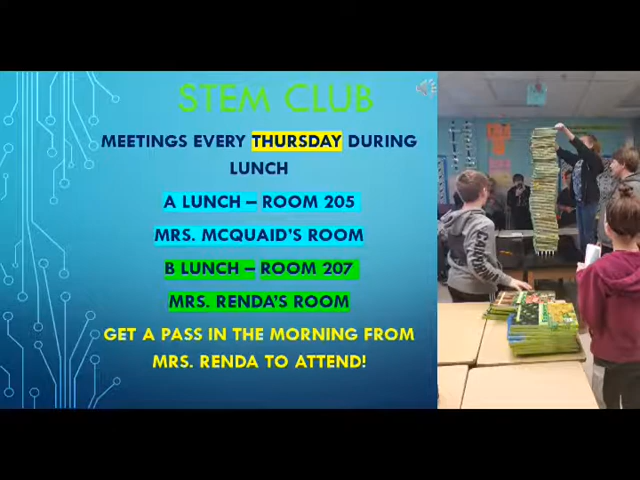 STEM CLUB
MEETINGS EVERY THURSDAY DURING
LUNCH
A LUNCH – ROOM 205
MRS. MCQUAID'S ROOM
B LUNCH – ROOM 207
MRS. RENDA'S ROOM
GET A PASS IN THE MORNING FROM
MRS. RENDA TO ATTEND!